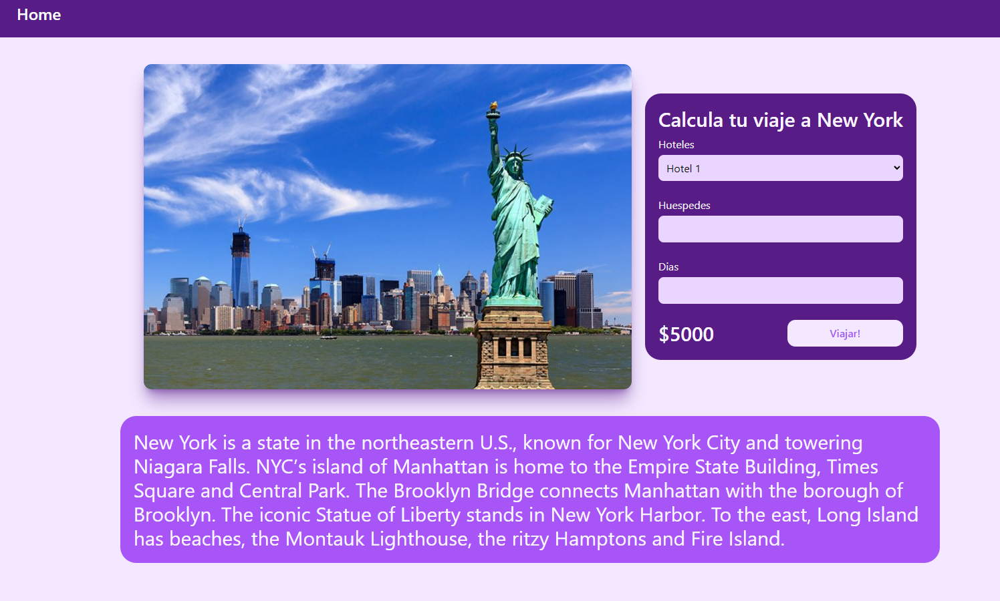 Home
Calcula tu viaje a New York
Hoteles
Hotel 1
Huespedes
Dias
$5000
Viajar!
New York is a state in the northeastern U.S., known for New York City and towering
Niagara Falls. NYC’s island of Manhattan is home to the Empire State Building, Times
Square and Central Park. The Brooklyn Bridge connects Manhattan with the borough of
Brooklyn. The iconic Statue of Liberty stands in New York Harbor. To the east, Long Island
has beaches, the Montauk Lighthouse, the ritzy Hamptons and Fire Island.